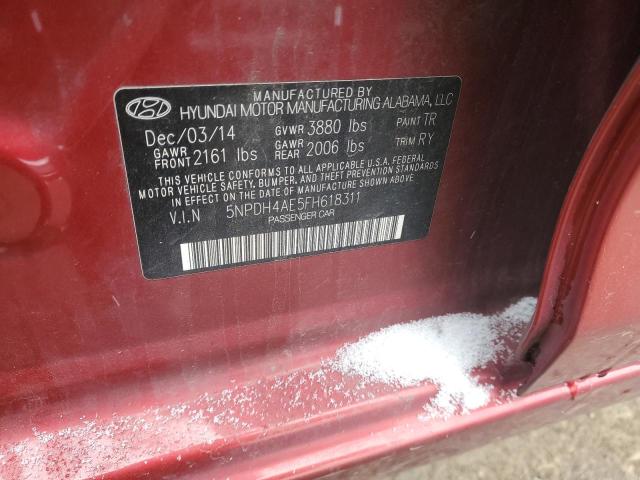 MANUFACTURED BY
HYUNDAI MOTOR MANUFACTURING ALABAMA, LLC
Dec/03/14 GVWR 3880 lbs PAINT TR
GAWR FRONT 2161 lbs GAWR REAR 2006 lbs TRIM RY
THIS VEHICLE CONFORMS TO ALL APPLICABLE U.S.A. FEDERAL
MOTOR VEHICLE SAFETY, BUMPER, AND THEFT PREVENTION STANDARDS
IN EFFECT ON THE DATE OF MANUFACTURE SHOWN ABOVE.
V.I.N 5NPDH4AE5FH618311
PASSENGER CAR